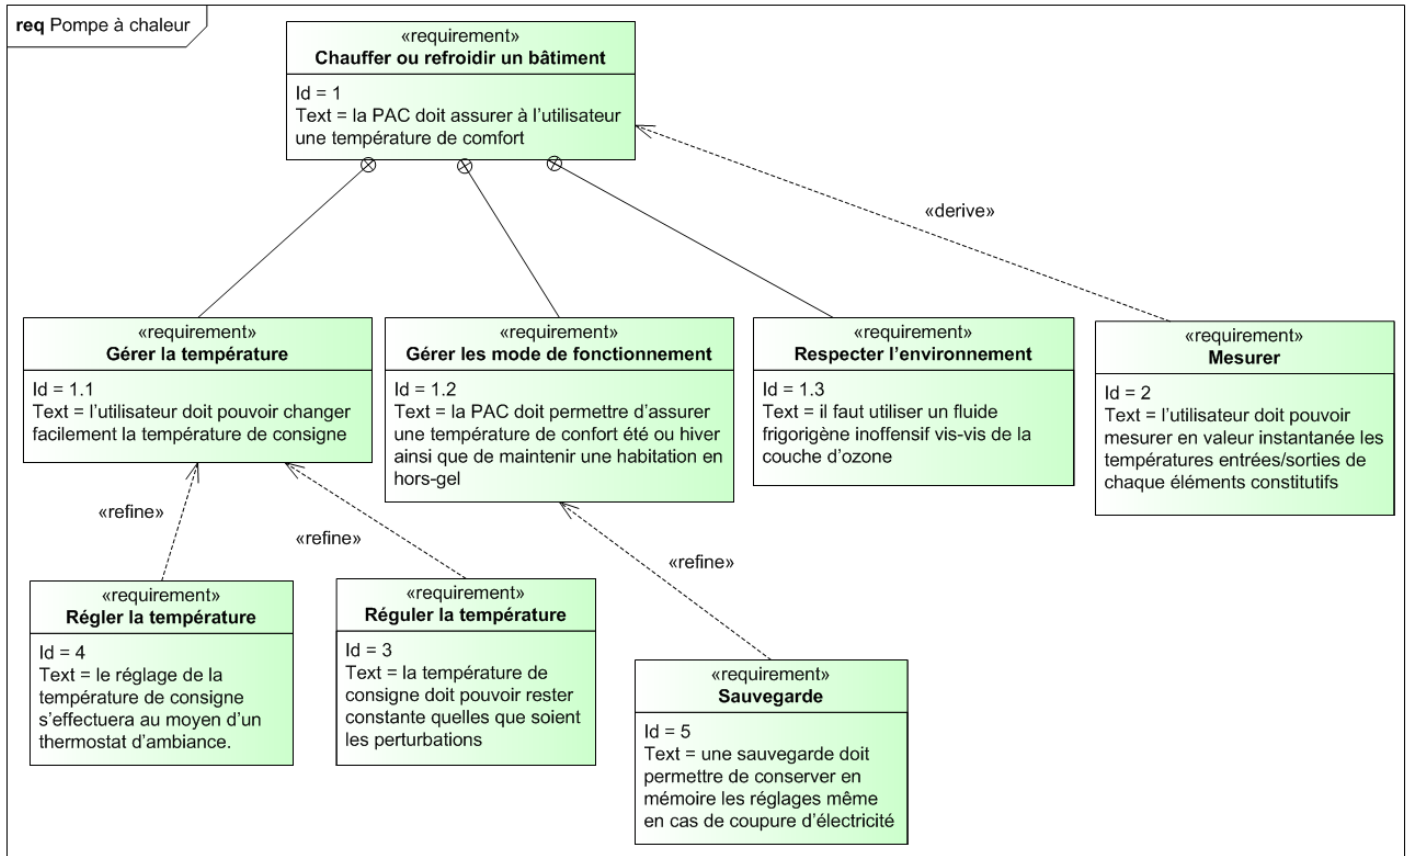 req Pompe à chaleur
«requirement»
Chauffer ou refroidir un bâtiment
Id = 1
Text = la PAC doit assurer à l'utilisateur
une température de comfort
«derive»
«requirement»
Gérer la température
Id = 1.1
Text = l'utilisateur doit pouvoir changer
facilement la température de consigne
«requirement»
Gérer les mode de fonctionnement
Id = 1.2
Text = la PAC doit permettre d'assurer
une température de confort été ou hiver
ainsi que de maintenir une habitation en
hors-gel
«requirement»
Respecter l'environnement
Id = 1.3
Text = il faut utiliser un fluide
frigorigène inoffensif vis-vis de la
couche d'ozone
«requirement»
Mesurer
Id = 2
Text = l'utilisateur doit pouvoir
mesurer en valeur instantanée les
températures entrées/sorties de
chaque éléments constitutifs
«refine»
«refine»
«refine»
«requirement»
Régler la température
Id = 4
Text = le réglage de la
température de consigne
s'effectuera au moyen d'un
thermostat d'ambiance.
«requirement»
Réguler la température
Id = 3
Text = la température de
consigne doit pouvoir rester
constante quelles que soient
les perturbations
«requirement»
Sauvegarde
Id = 5
Text = une sauvegarde doit
permettre de conserver en
mémoire les réglages même
en cas de coupure d'électricité